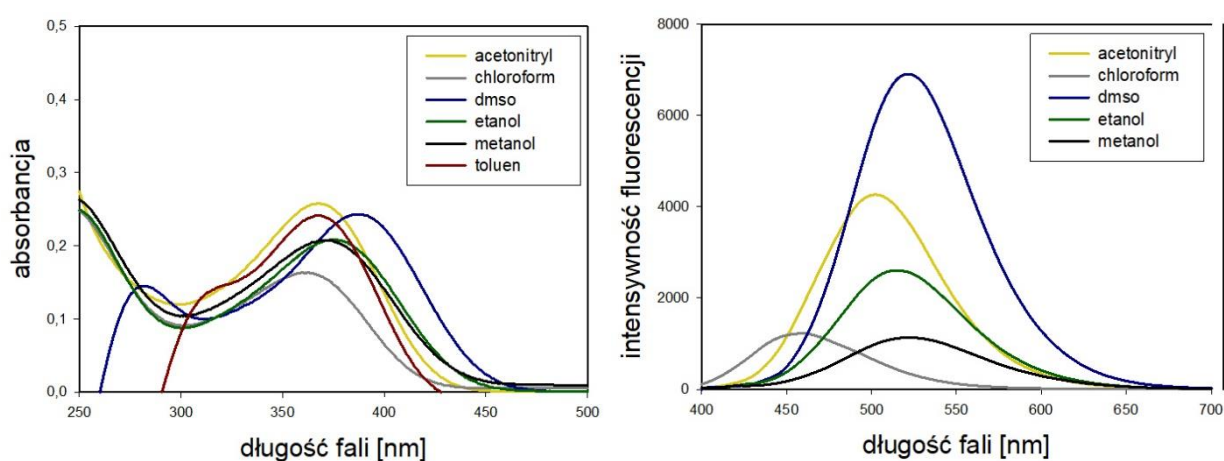 0,5
0,4
0,3
0,2
0,1
0,0
absorbancja
acetonitryl
chloroform
dmso
etanol
metanol
toluen
250
300
350
400
450
500
długość fali [nm]
8000
6000
4000
2000
0
intensywność fluorescencji
acetonitryl
chloroform
dmso
etanol
metanol
400
450
500
550
600
650
700
długość fali [nm]